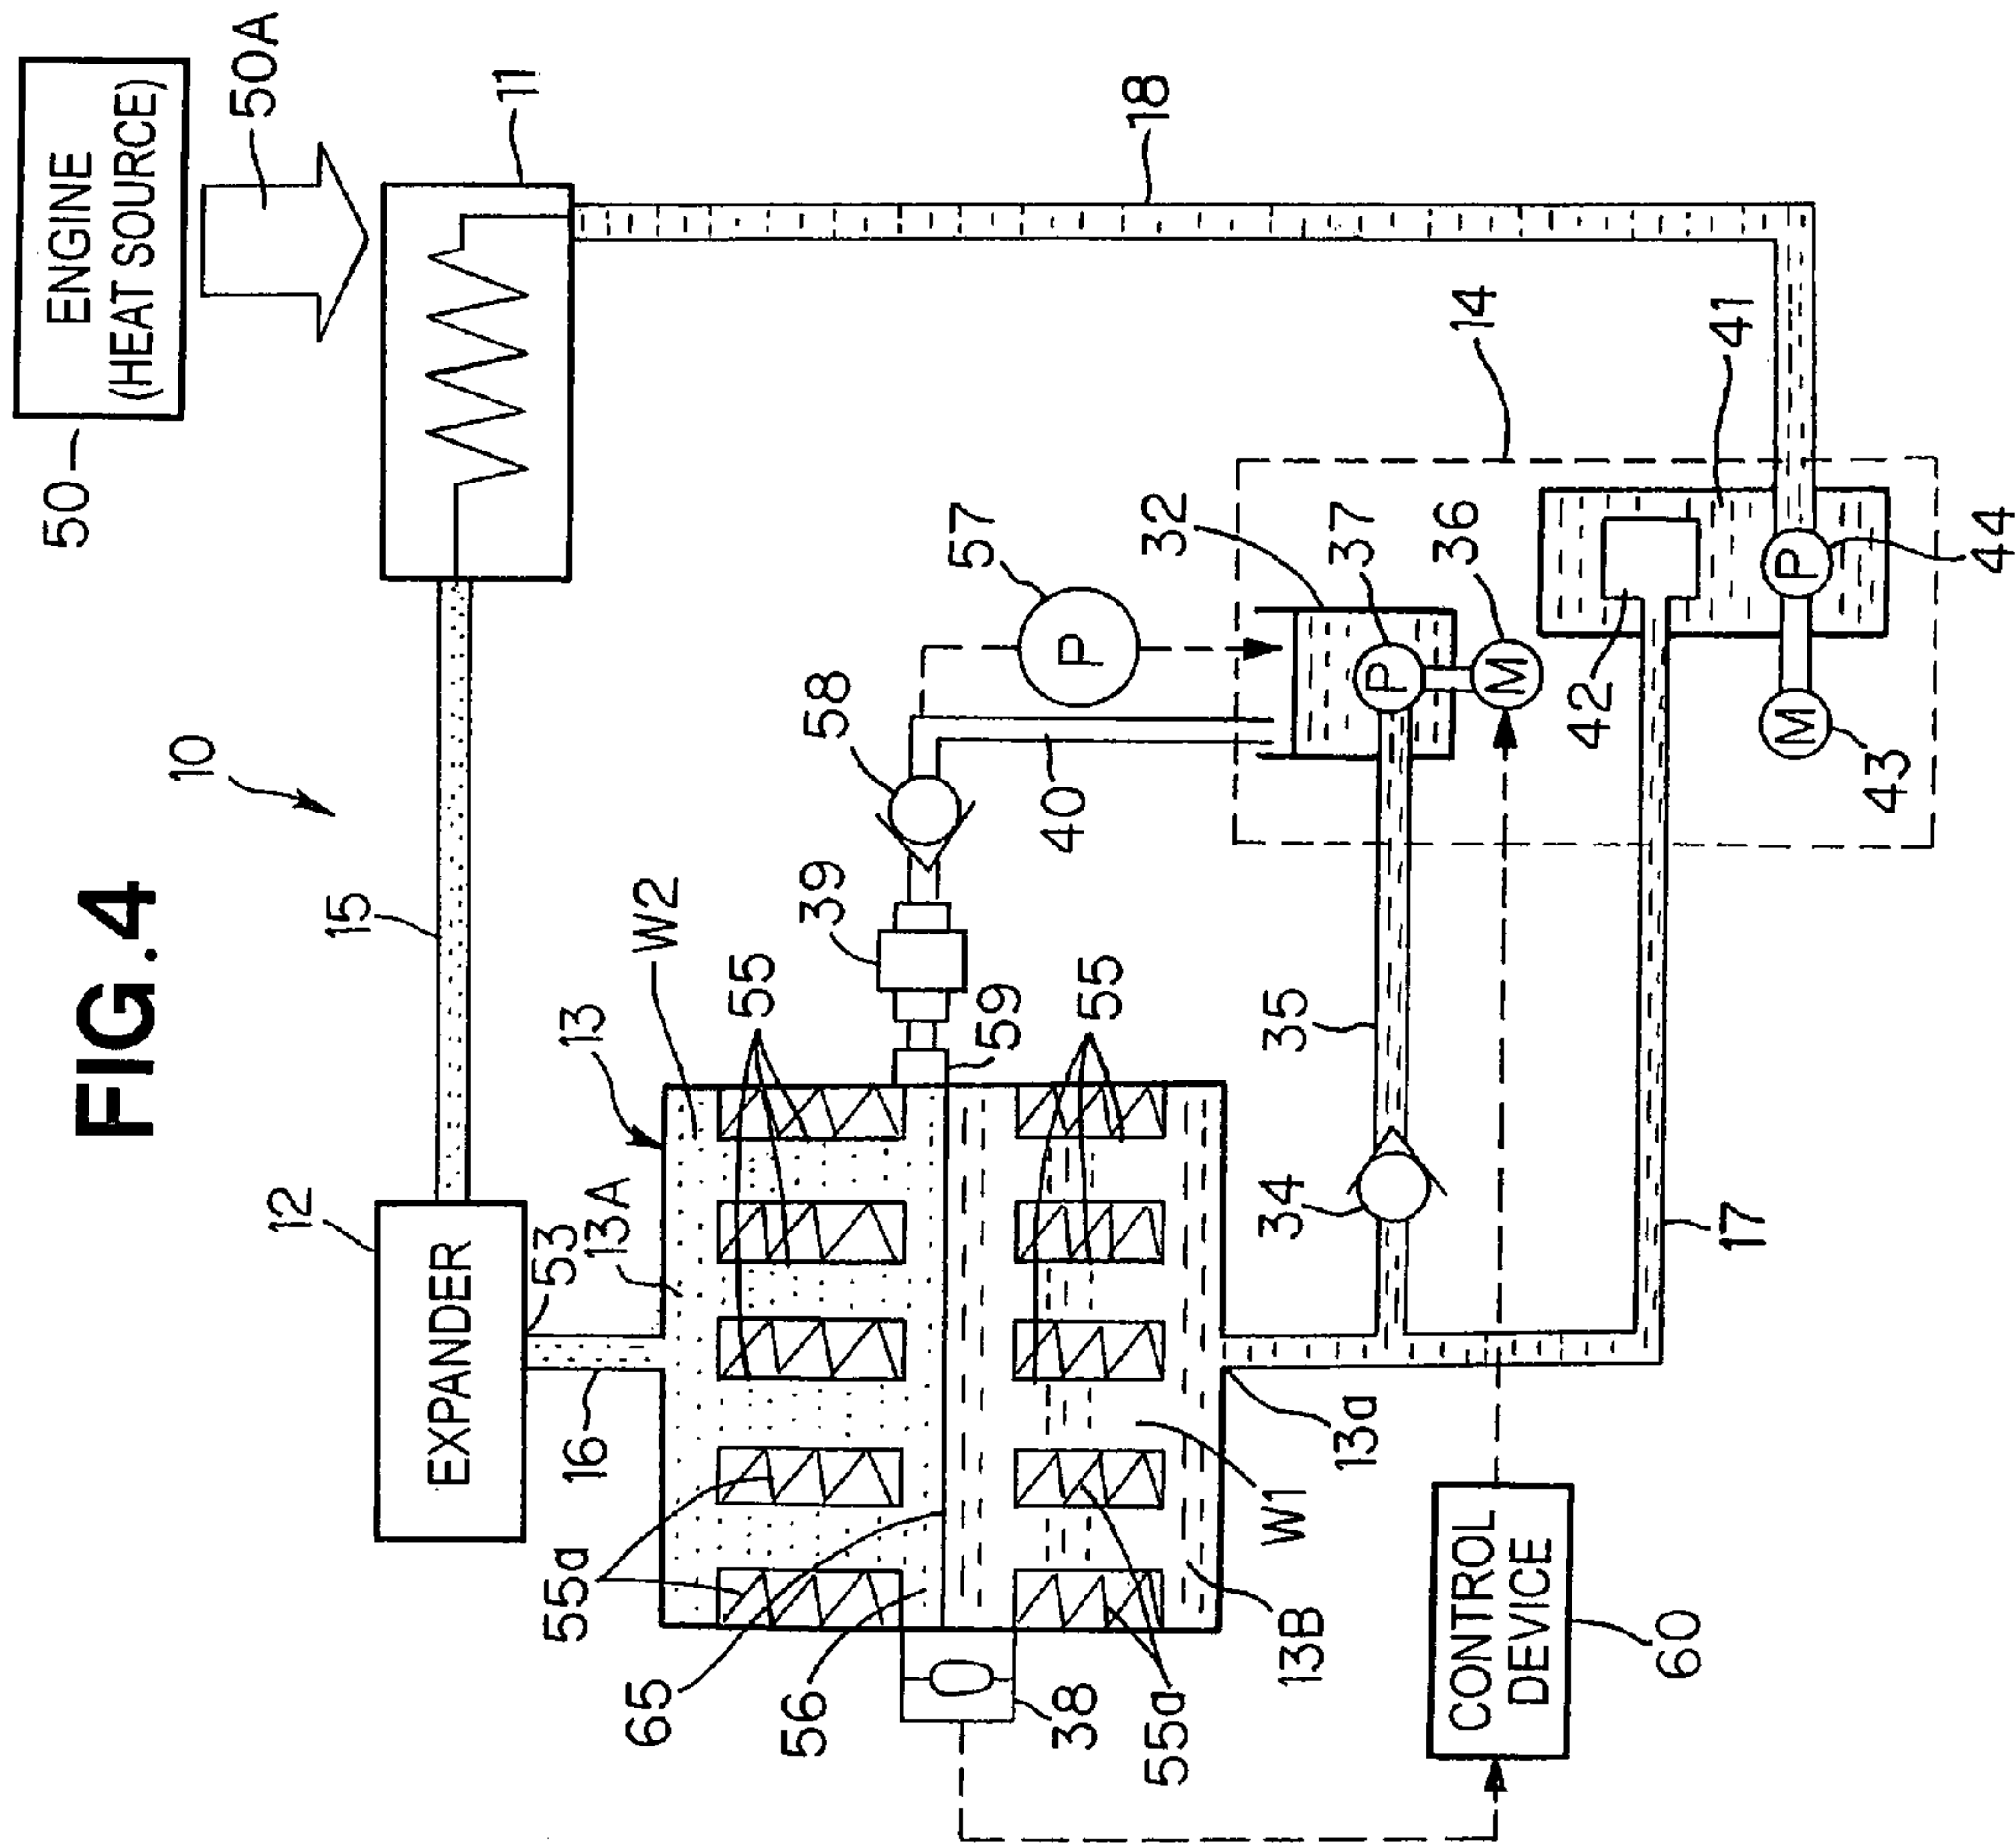 FIG.4
10
ENGINE
(HEAT SOURCE)
50
50A
11
15
12
EXPANDER
53
16
13
13A
W2
55
55a
65
56
38
39
59
58
57
40
32
37
36
14
41
42
43
44
18
55
55a
13B
W1
13a
34
35
17
CONTROL
DEVICE
60
P
P
M
P
M